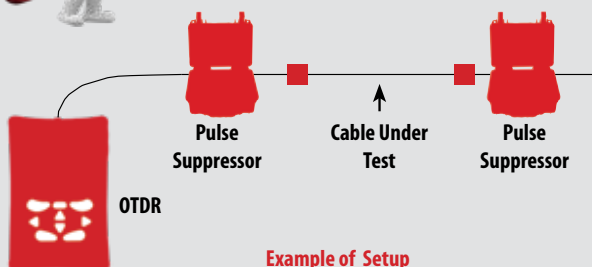 Pulse
Suppressor
Cable Under
Test
Pulse
Suppressor
OTDR
Example of Setup